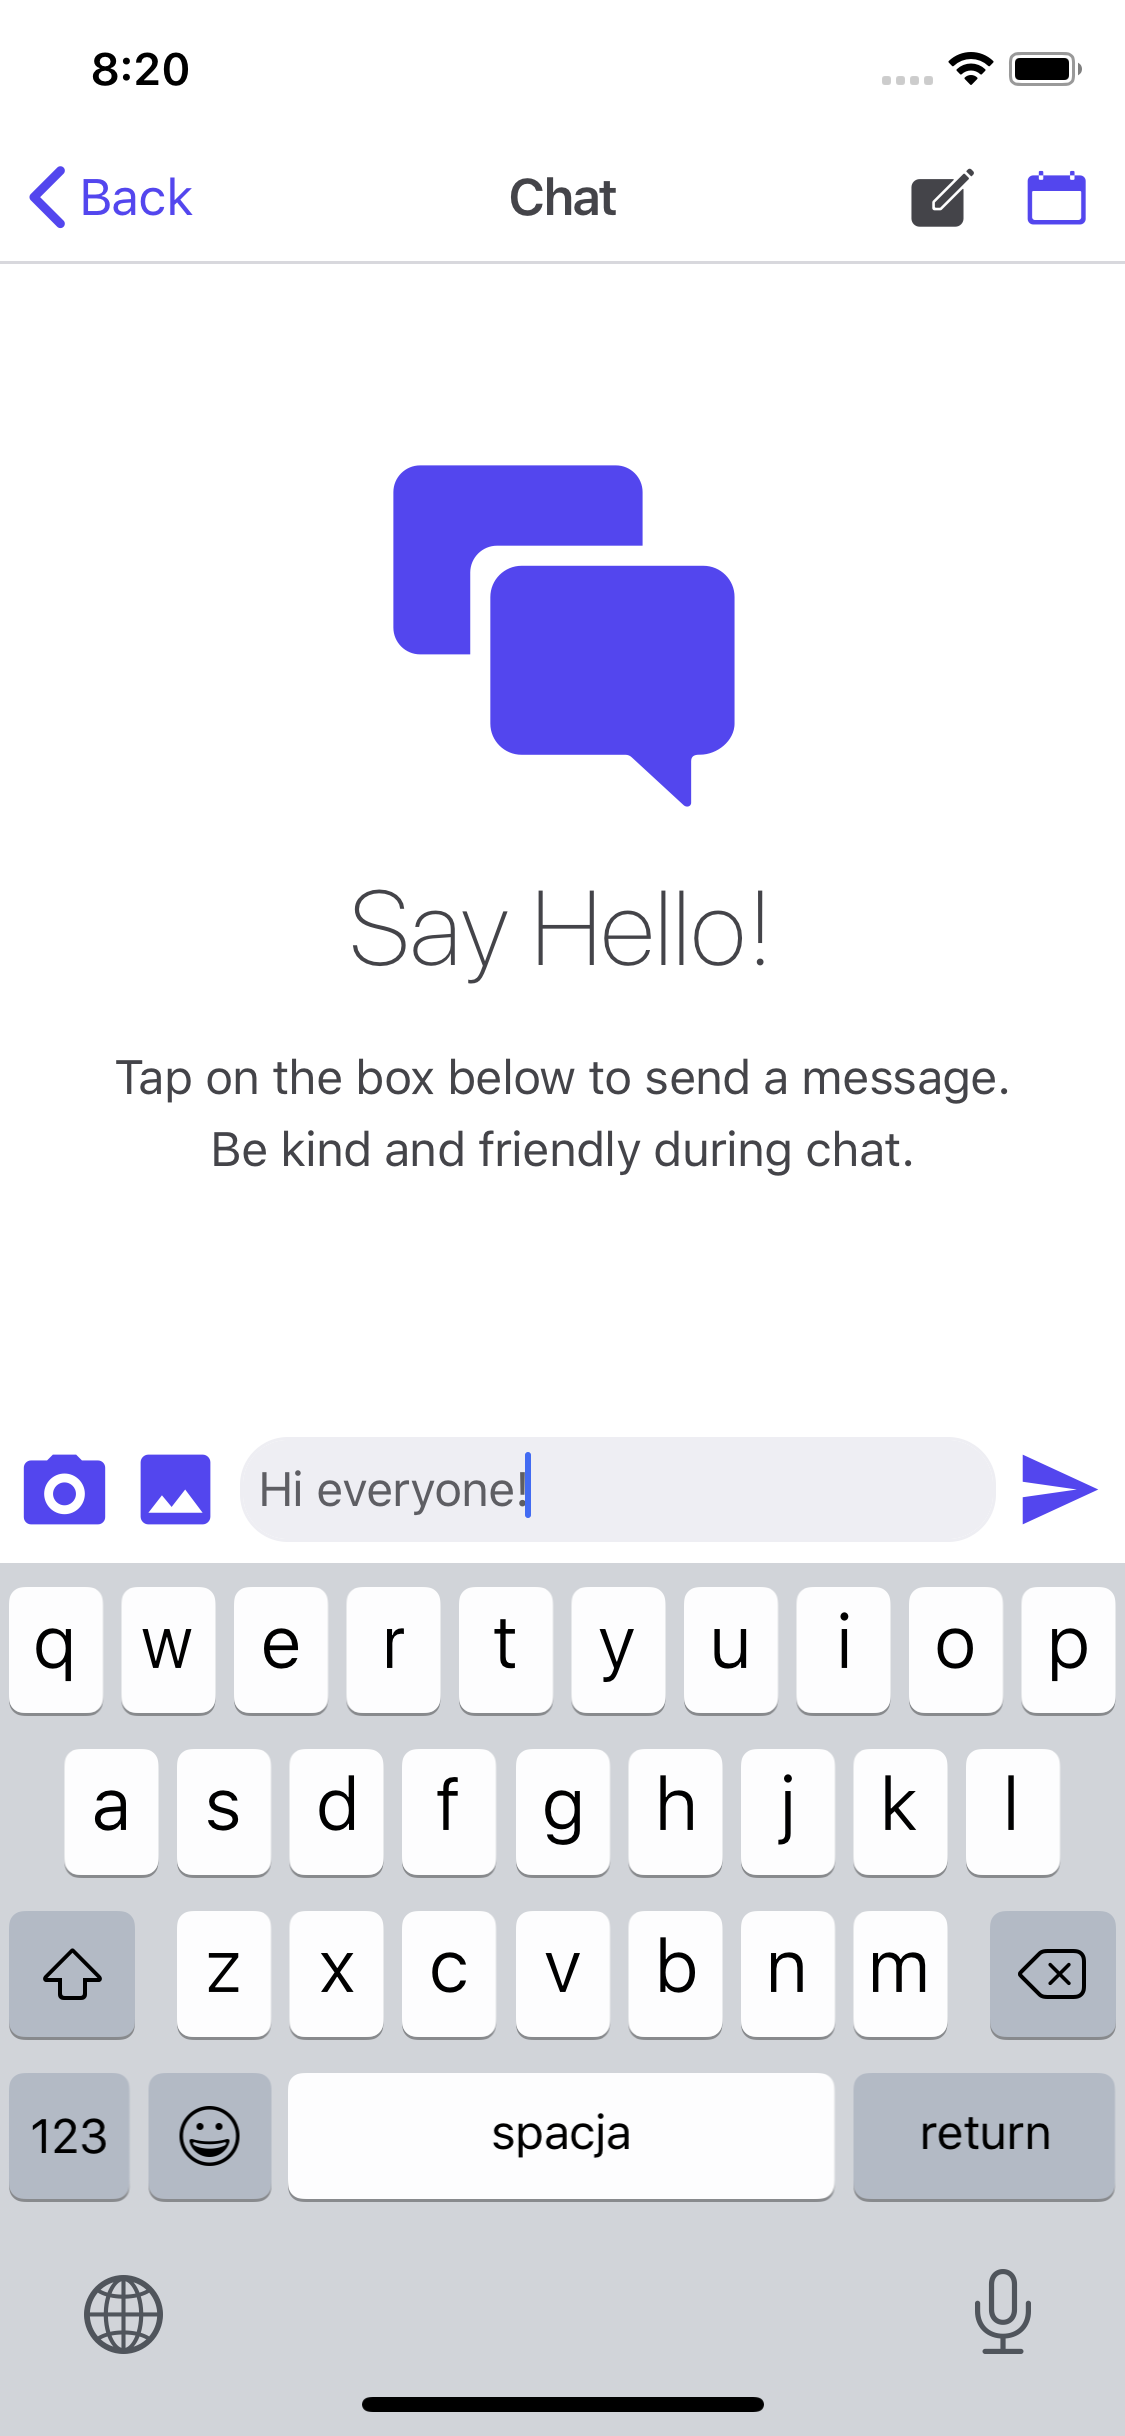 8:20
Back
Chat
Say Hello!
Tap on the box below to send a message.
Be kind and friendly during chat.
Hi everyone!
q w e r t y u i o p
a s d f g h j k l
z x c v b n m
123 spacja return